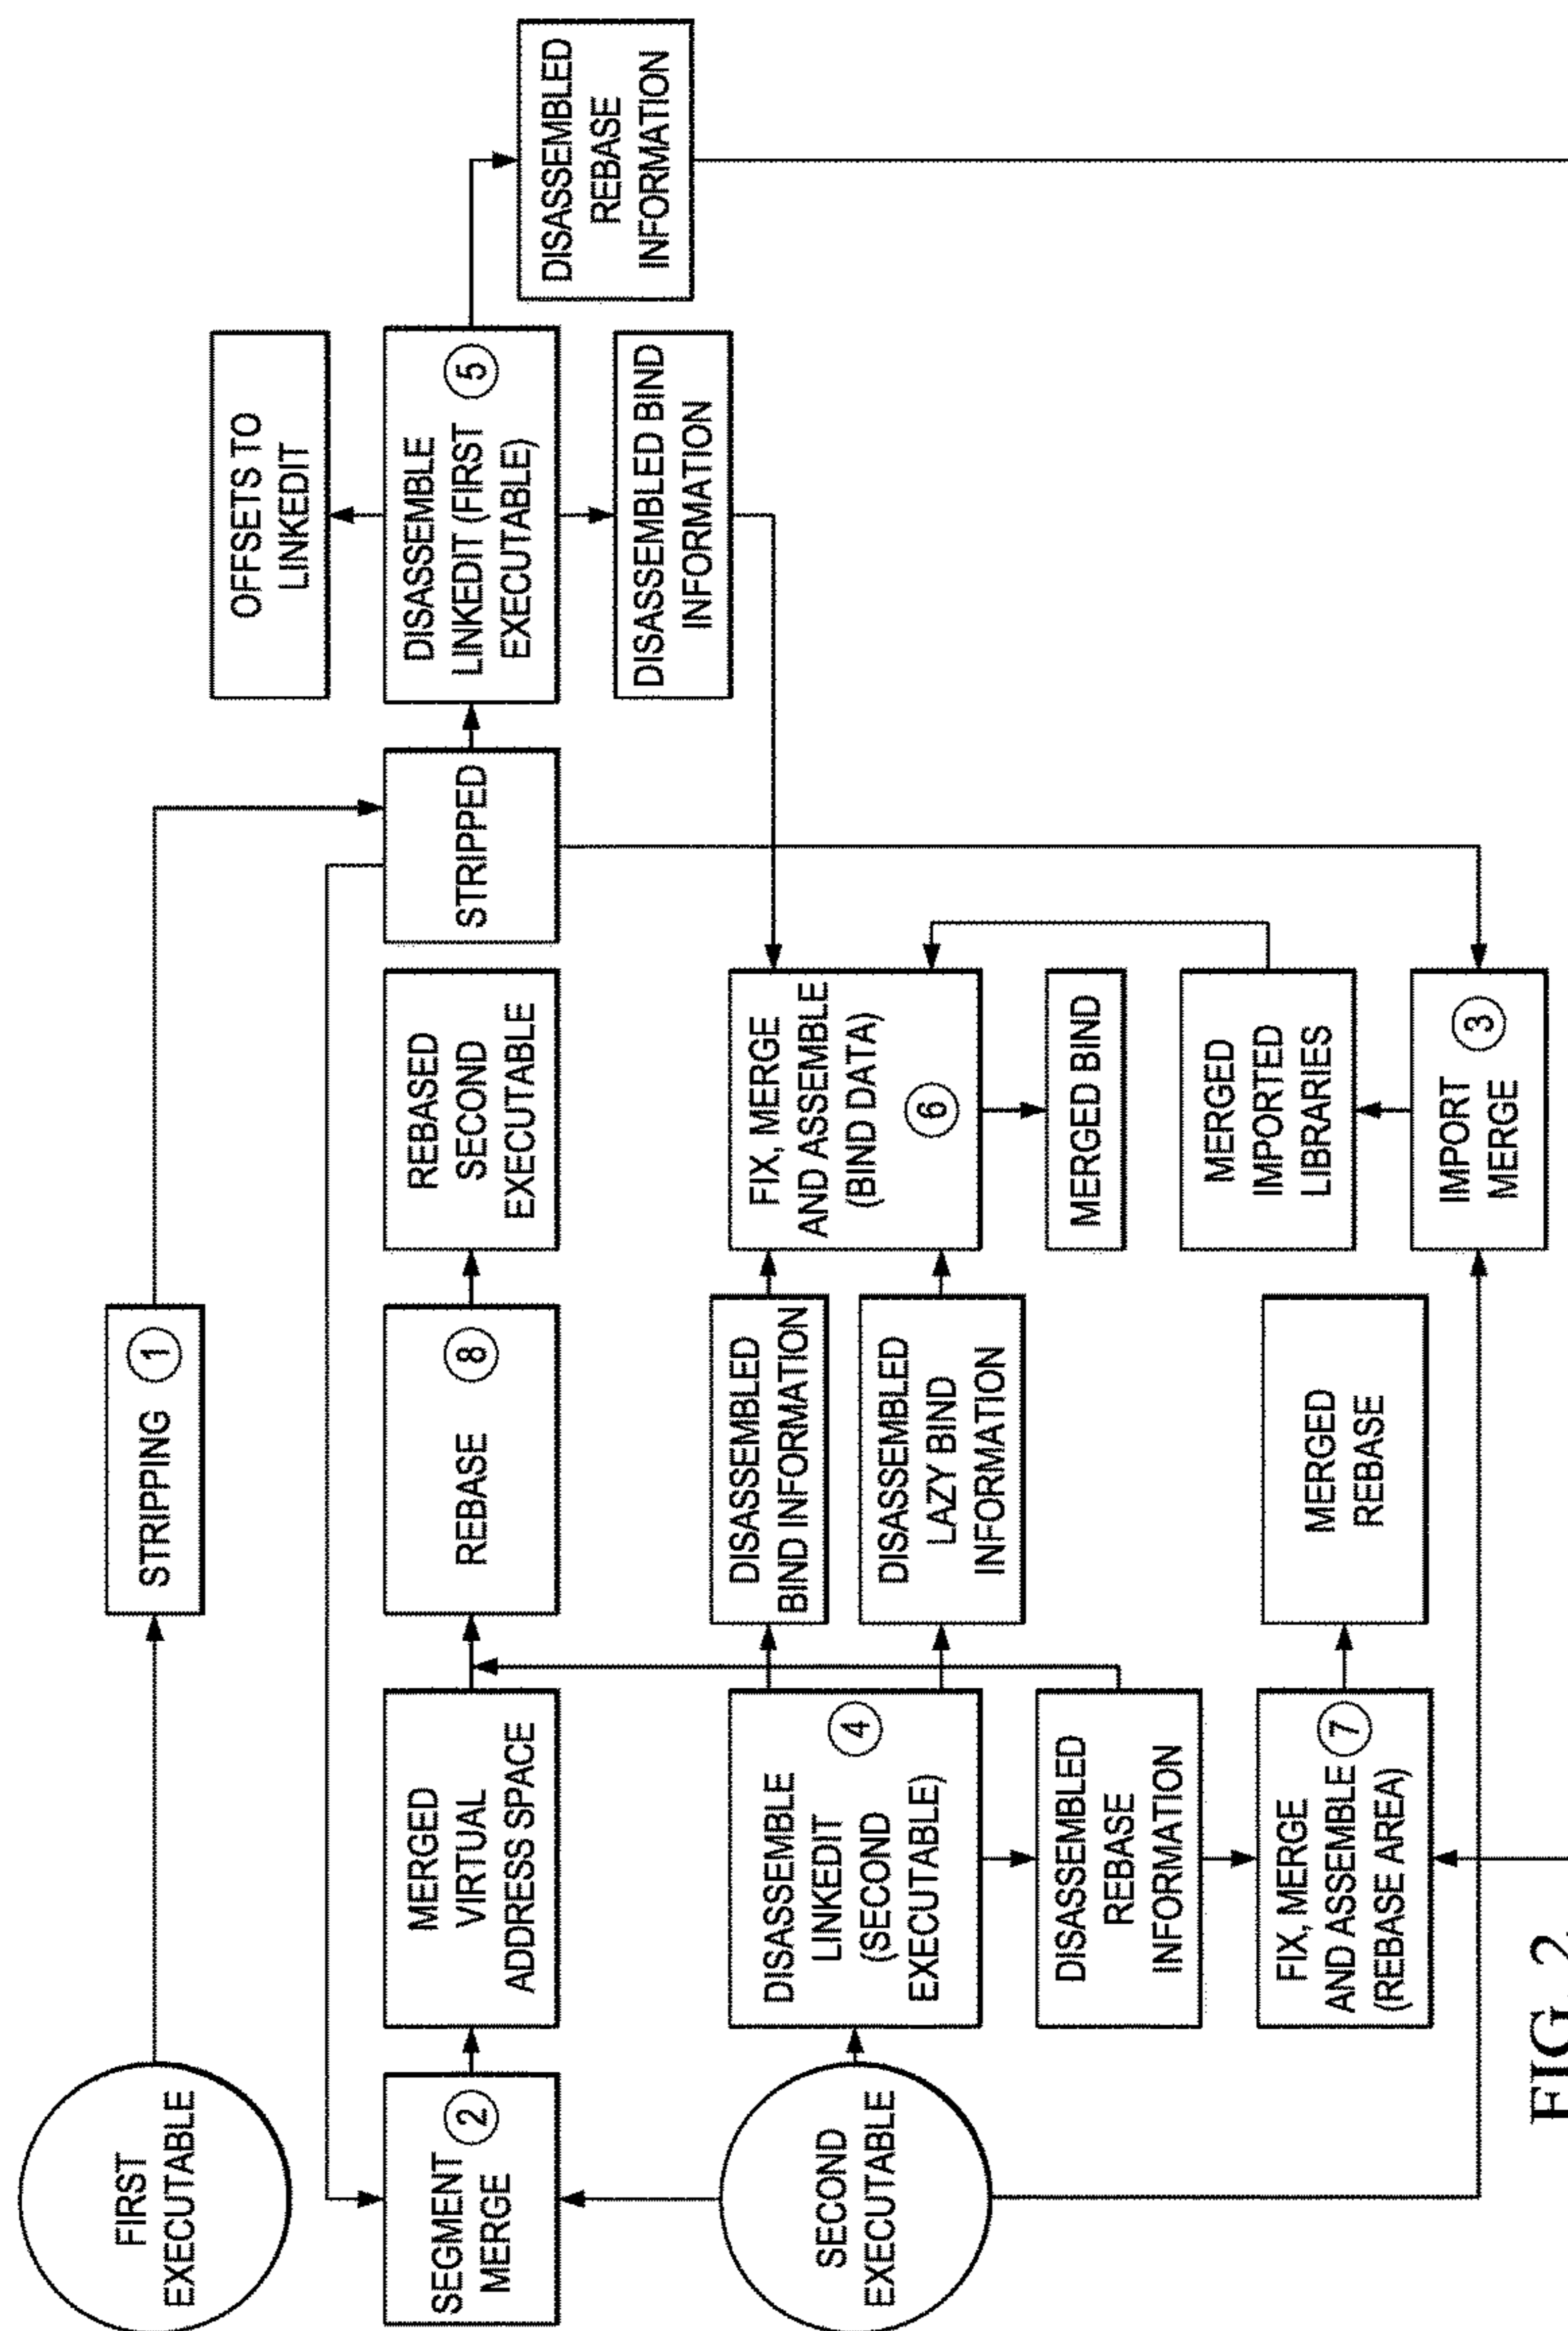 FIRST
EXECUTABLE
STRIPPING 1
SEGMENT 2
MERGE
MERGED
VIRTUAL
ADDRESS SPACE
REBASE 8
REBASED
SECOND
EXECUTABLE
STRIPPED
OFFSETS TO
LINKEDIT
DISASSEMBLE
LINKEDIT (FIRST 5
EXECUTABLE)
DISASSEMBLED
REBASE
INFORMATION
DISASSEMBLED BIND
INFORMATION
SECOND
EXECUTABLE
DISASSEMBLE
LINKEDIT 4
(SECOND
EXECUTABLE)
DISASSEMBLED
BIND INFORMATION
DISASSEMBLED
LAZY BIND
INFORMATION
FIX, MERGE
AND ASSEMBLE
(BIND DATA)
6
MERGED BIND
DISASSEMBLED
REBASE
INFORMATION
FIX, MERGE
AND ASSEMBLE 7
(REBASE AREA)
MERGED
REBASE
MERGED
IMPORTED
LIBRARIES
IMPORT 3
MERGE
FIG. 2